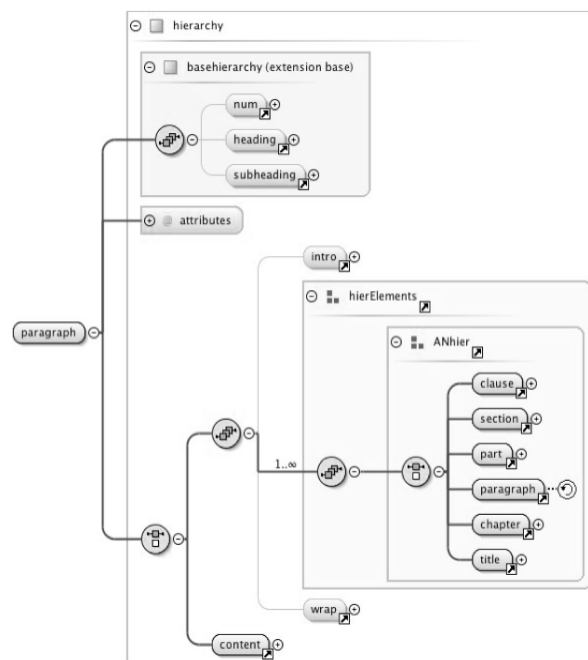 hierarchy
basehierarchy (extension base)
num
heading
subheading
attributes
intro
hierElements
ANhier
paragraph
clause
section
part
1..∞
paragraph
chapter
title
wrap
content